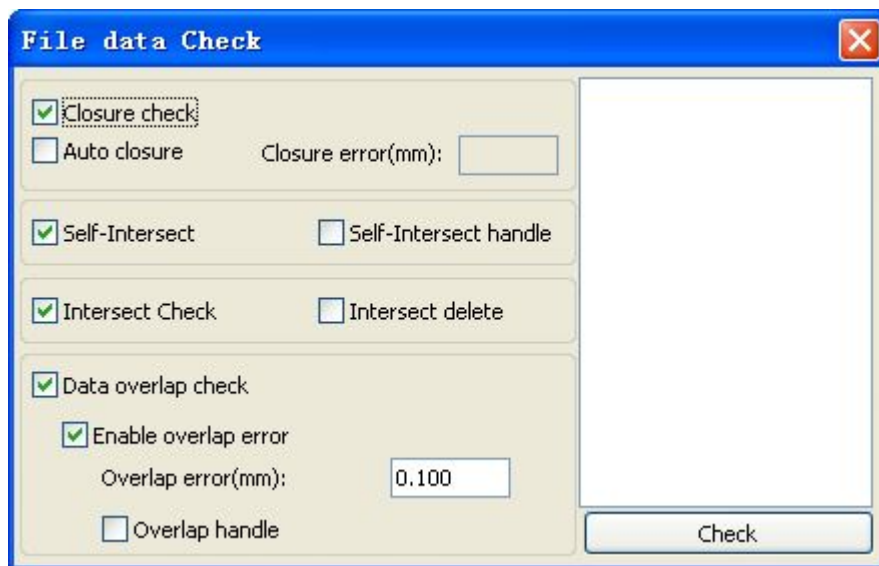 File data Check
Closure check
Auto closure Closure error(mm):
Self-Intersect Self-Intersect handle
Intersect Check Intersect delete
Data overlap check
Enable overlap error
Overlap error(mm): 0.100
Overlap handle
Check